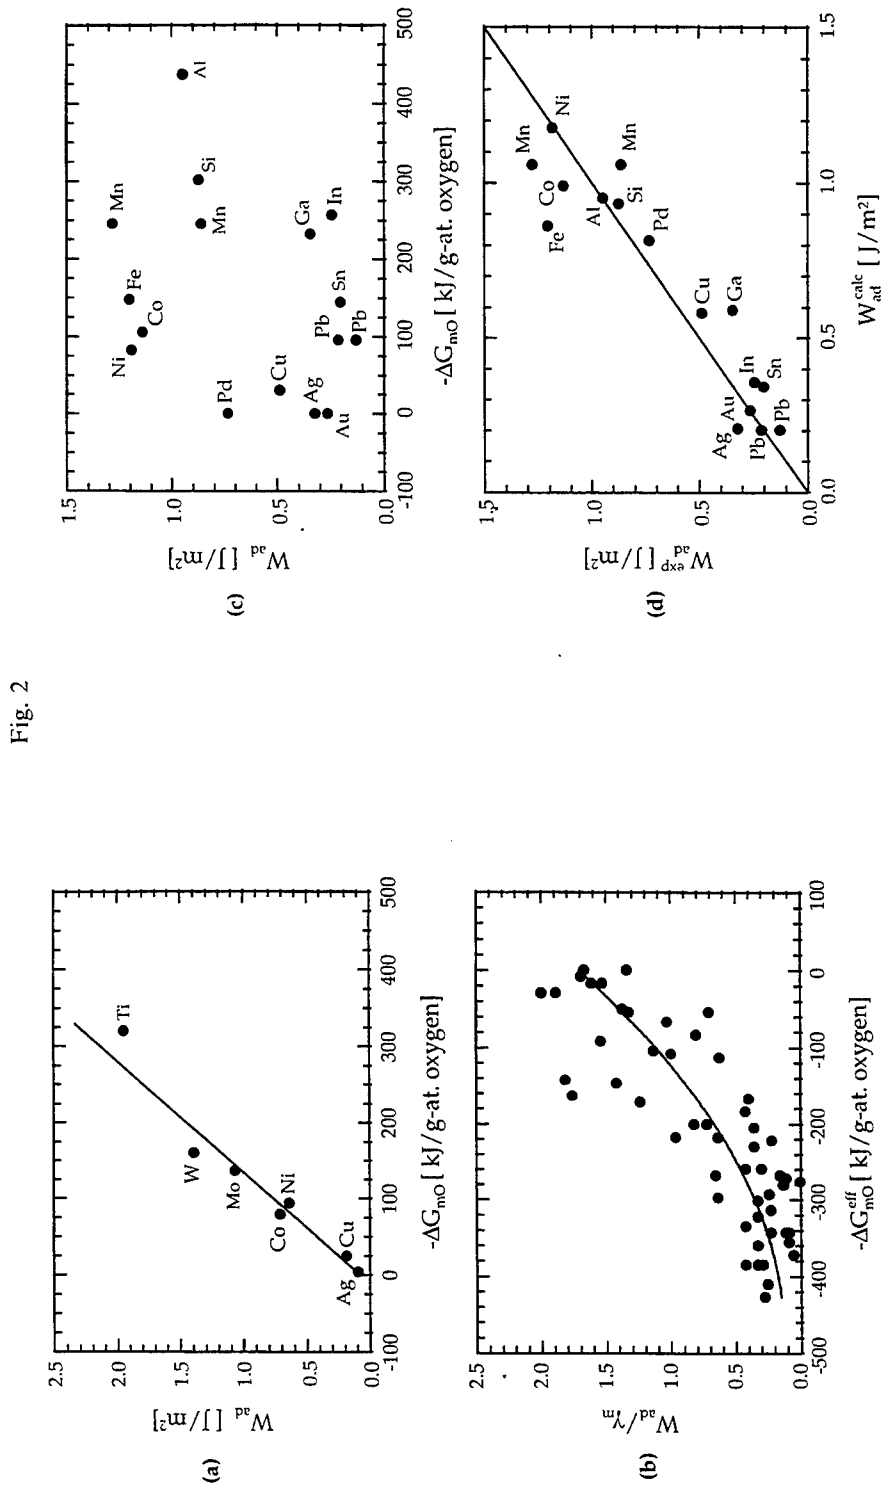 Fig. 2
(a)
W_ad [J/m²]
2.5
2.0
1.5
1.0
0.5
0.0
Ti
W
Mo
Ni
Co
Cu
Ag
-100 0 100 200 300 400 500
-ΔG_mO [ kJ/g-at. oxygen]
(b)
W_ad/γ_m
2.5
2.0
1.5
1.0
0.5
0.0
-500 -400 -300 -200 -100 0 100
-ΔG_mO^eff [ kJ/g-at. oxygen]
(c)
W_ad [J/m²]
1.5
1.0
0.5
0.0
Mn
Fe
Ni
Co
Al
Si
Mn
Pd
Cu
Ga
In
Ag
Au
Pb
Sn
Pb
-100 0 100 200 300 400 500
-ΔG_mO [ kJ/g-at. oxygen]
(d)
W_ad^exp [J/m²]
1.5
1.0
0.5
0.0
Mn
Ni
Fe
Co
Mn
Al
Si
Pd
Cu
Ga
In
Sn
Au
Ag
Pb
Pb
0.0 0.5 1.0 1.5
W_ad^calc [ J/m²]